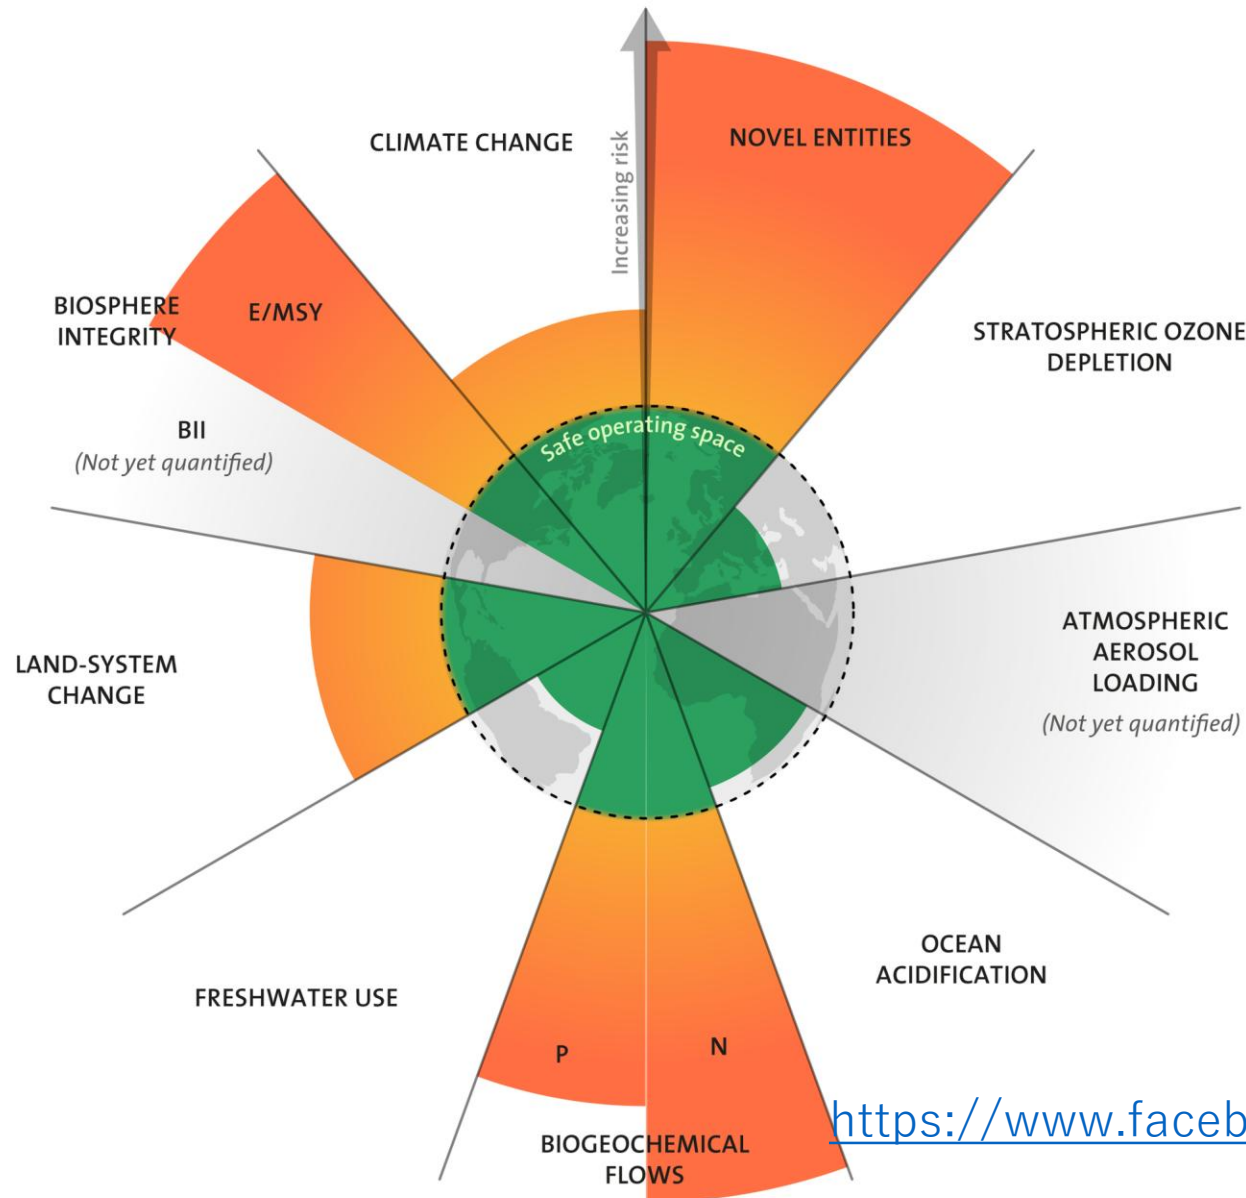 CLIMATE CHANGE
Increasing risk
NOVEL ENTITIES
BIOSPHERE
INTEGRITY
E/MSY
STRATOSPHERIC OZONE
DEPLETION
BII
(Not yet quantified)
Safe operating space
LAND-SYSTEM
CHANGE
ATMOSPHERIC
AEROSOL
LOADING
(Not yet quantified)
FRESHWATER USE
OCEAN
ACIDIFICATION
P
N
BIOGEOCHEMICAL
FLOWS
https://www.faceb